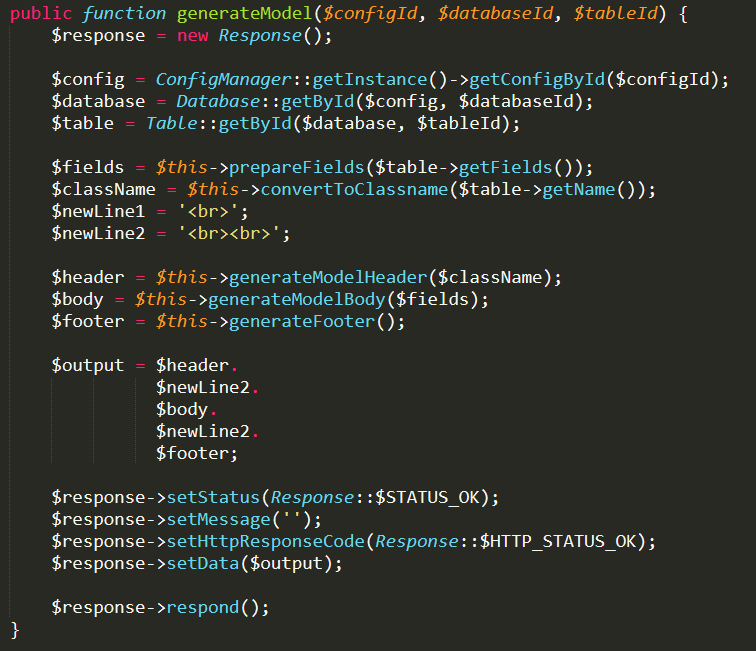 public function generateModel($configId, $databaseId, $tableId) {
    $response = new Response();

    $config = ConfigManager::getInstance()->getConfigById($configId);
    $database = Database::getById($config, $databaseId);
    $table = Table::getById($database, $tableId);

    $fields = $this->prepareFields($table->getFields());
    $className = $this->convertToClassname($table->getName());
    $newLine1 = '<br>';
    $newLine2 = '<br><br>';

    $header = $this->generateModelHeader($className);
    $body = $this->generateModelBody($fields);
    $footer = $this->generateFooter();

    $output = $header.
              $newLine2.
              $body.
              $newLine2.
              $footer;

    $response->setStatus(Response::$STATUS_OK);
    $response->setMessage('');
    $response->setHttpResponseCode(Response::$HTTP_STATUS_OK);
    $response->setData($output);

    $response->respond();
}